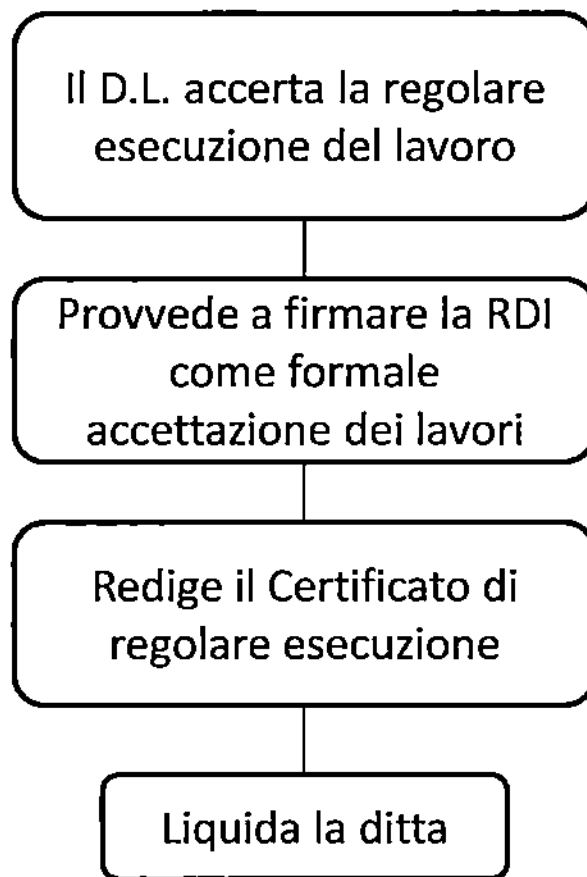 Il D.L. accerta la regolare
esecuzione del lavoro
Provvede a firmare la RDI
come formale
accettazione dei lavori
Redige il Certificato di
regolare esecuzione
Liquida la ditta